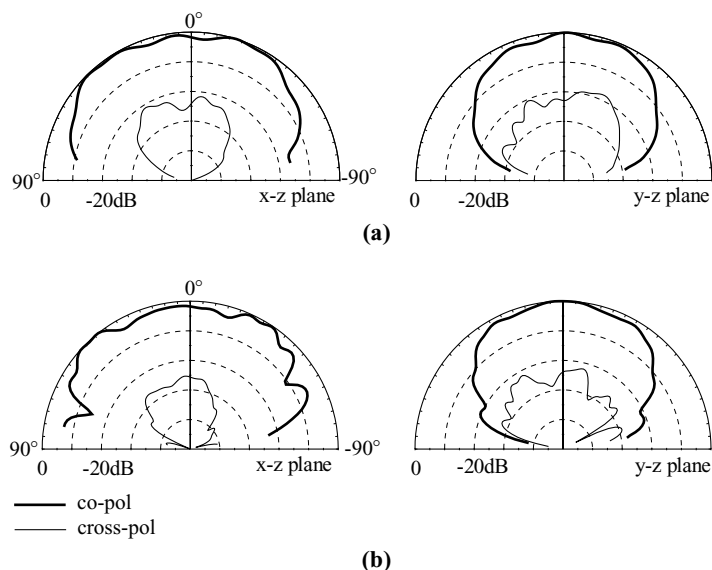 0°
90°
-90°
0
-20dB
x-z plane
0
-20dB
y-z plane
(a)
0°
90°
-90°
0
-20dB
x-z plane
0
-20dB
y-z plane
co-pol
cross-pol
(b)